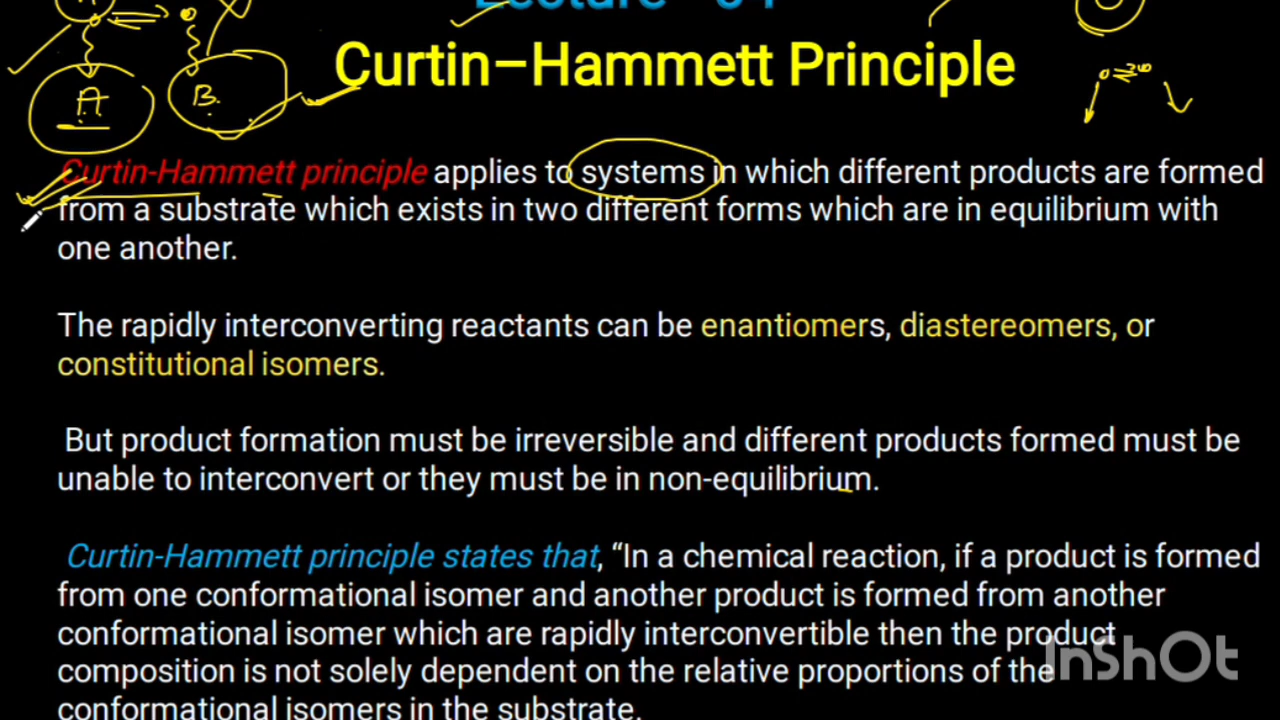 Lecture - 04
Curtin–Hammett Principle
A
B.
Curtin-Hammett principle applies to systems in which different products are formed
from a substrate which exists in two different forms which are in equilibrium with
one another.
The rapidly interconverting reactants can be enantiomers, diastereomers, or
constitutional isomers.
But product formation must be irreversible and different products formed must be
unable to interconvert or they must be in non-equilibrium.
Curtin-Hammett principle states that, “In a chemical reaction, if a product is formed
from one conformational isomer and another product is formed from another
conformational isomer which are rapidly interconvertible then the product
composition is not solely dependent on the relative proportions of the
conformational isomers in the substrate.
InShOt